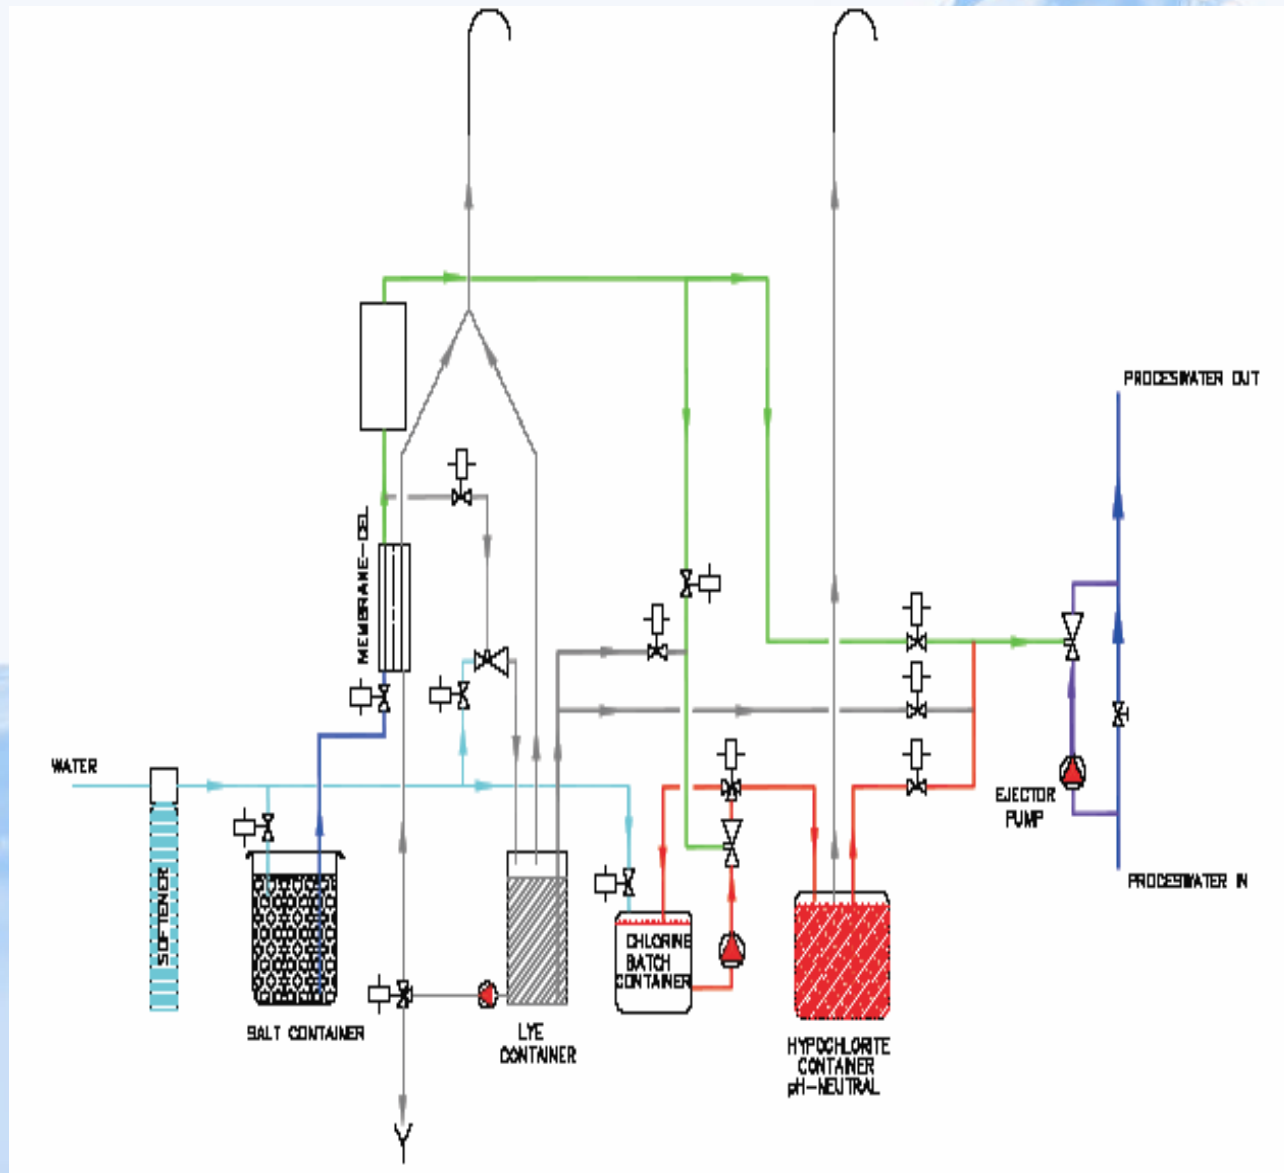 PROCESWATER OUT
MEMBRANE-CEL
WATER
EJECTOR
PUMP
SOFTENER
PROCESWATER IN
CHLORINE
BATCH
CONTAINER
SALT CONTAINER
LYE
CONTAINER
HYPOCHLORITE
CONTAINER
pH-NEUTRAL